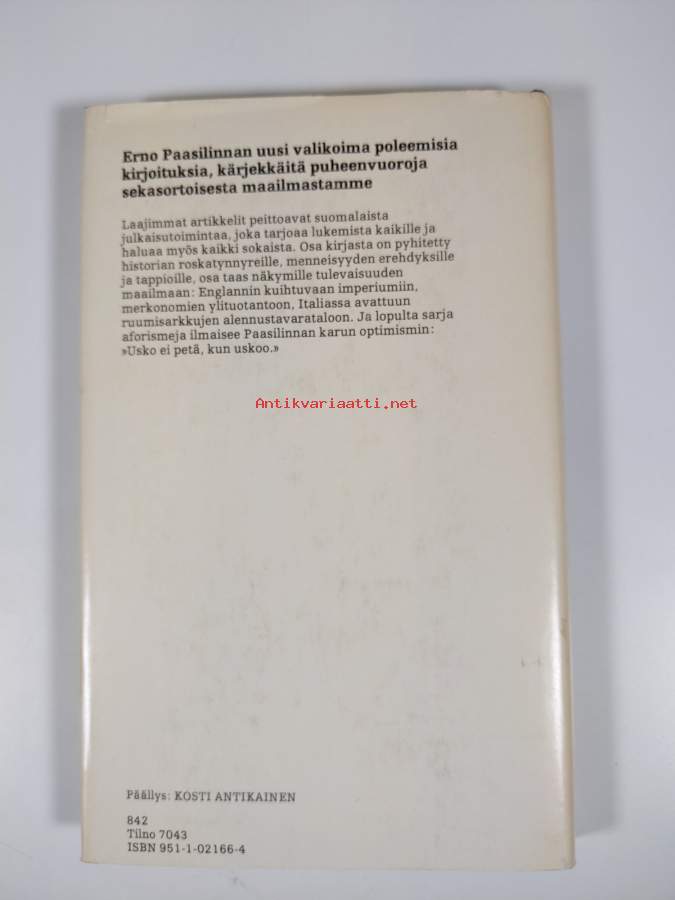 Erno Paasilinnan uusi valikoima poleemisia
kirjoituksia, kärjekkäitä puheenvuoroja
sekasortoisesta maailmastamme
Laajimmat artikkelit peittoavat suomalaista
julkaisutoimintaa, joka tarjoaa lukemista kaikille ja
haluaa myös kaikki sokaista. Osa kirjasta on pyhitetty
historian roskatynnyreille, menneisyyden erehdyksille
ja tappioille, osa taas näkymille tulevaisuuden
maailmaan: Englannin kuihtuvaan imperiumiin,
merkonomien ylituotantoon, Italiassa avattuun
ruumisarkkujen alennustavarataloon. Ja lopulta sarja
aforismeja ilmaisee Paasilinnan karun optimismin:
»Usko ei petä, kun uskoo.»
Antikvariaatti.net
Päällys: KOSTI ANTIKAINEN
842
Tilno 7043
ISBN 951-1-02166-4